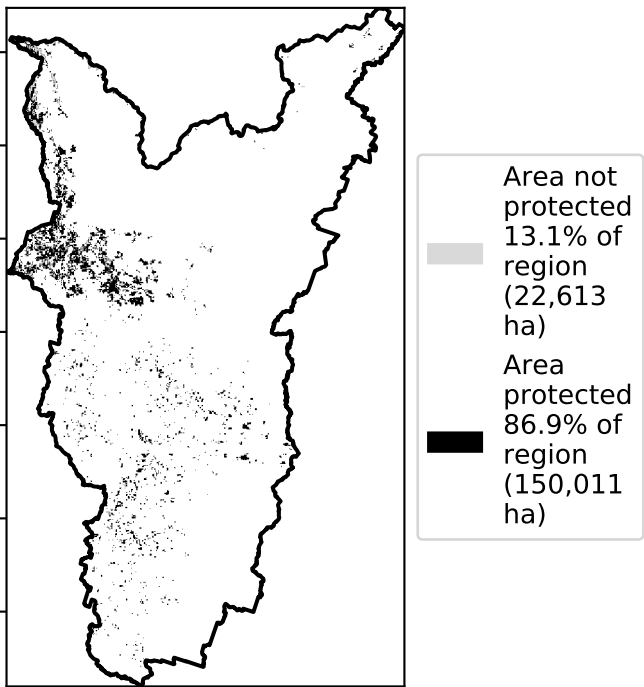 Area not
protected
13.1% of
region
(22,613
ha)
Area
protected
86.9% of
region
(150,011
ha)